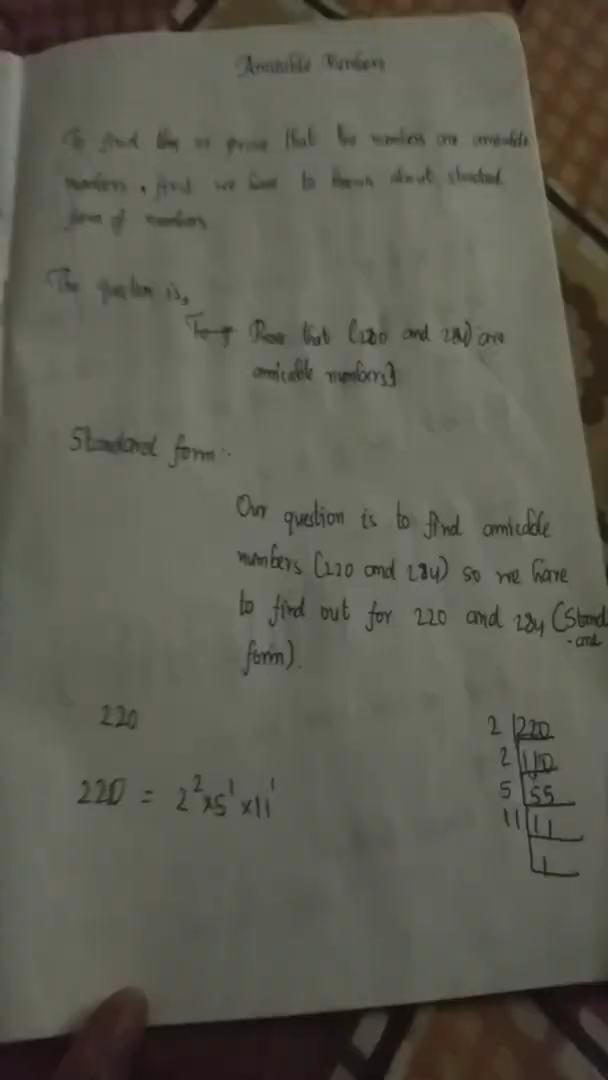 Amicable Numbers
To find or prove that the numbers are amicable
numbers, first we have to known about standard
form of numbers
The question is,
Prove that (220 and 284) are
amicable numbers}
Standard form:-
Our question is to find amicable
numbers (220 and 284) so we have
to find out for 220 and 284 (Stand
-ard
form).
220
2 |220
2 |110
220 = 2²×5¹×11¹
5 |55
11 |11
1